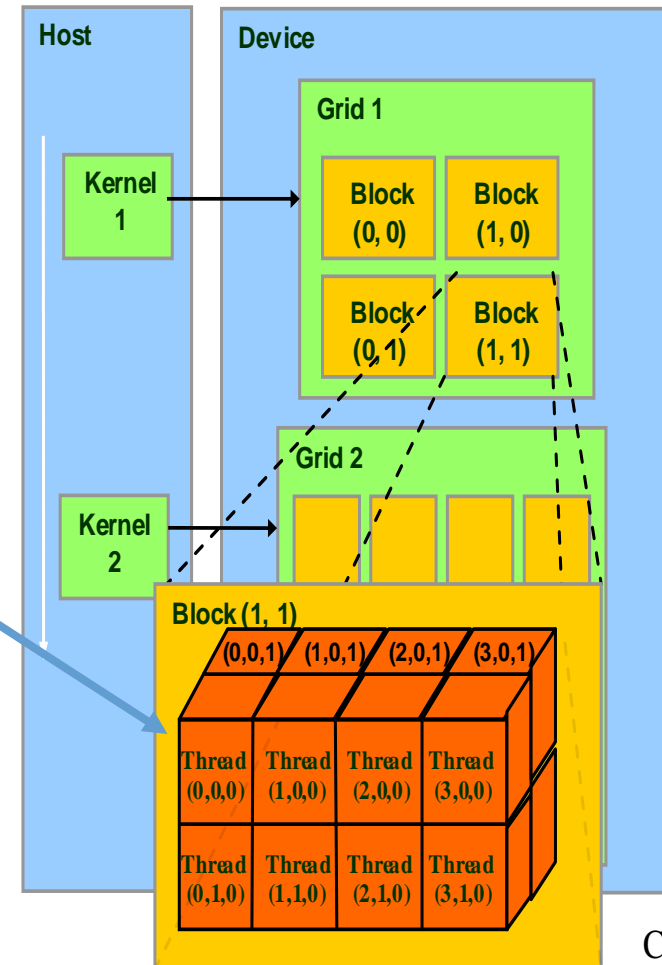 Host
Device
Grid 1
Kernel
1
Block
(0, 0)
Block
(1, 0)
Block
(0, 1)
Block
(1, 1)
Grid 2
Kernel
2
Block (1, 1)
(0,0,1) (1,0,1) (2,0,1) (3,0,1)
Thread
(0,0,0)
Thread
(1,0,0)
Thread
(2,0,0)
Thread
(3,0,0)
Thread
(0,1,0)
Thread
(1,1,0)
Thread
(2,1,0)
Thread
(3,1,0)